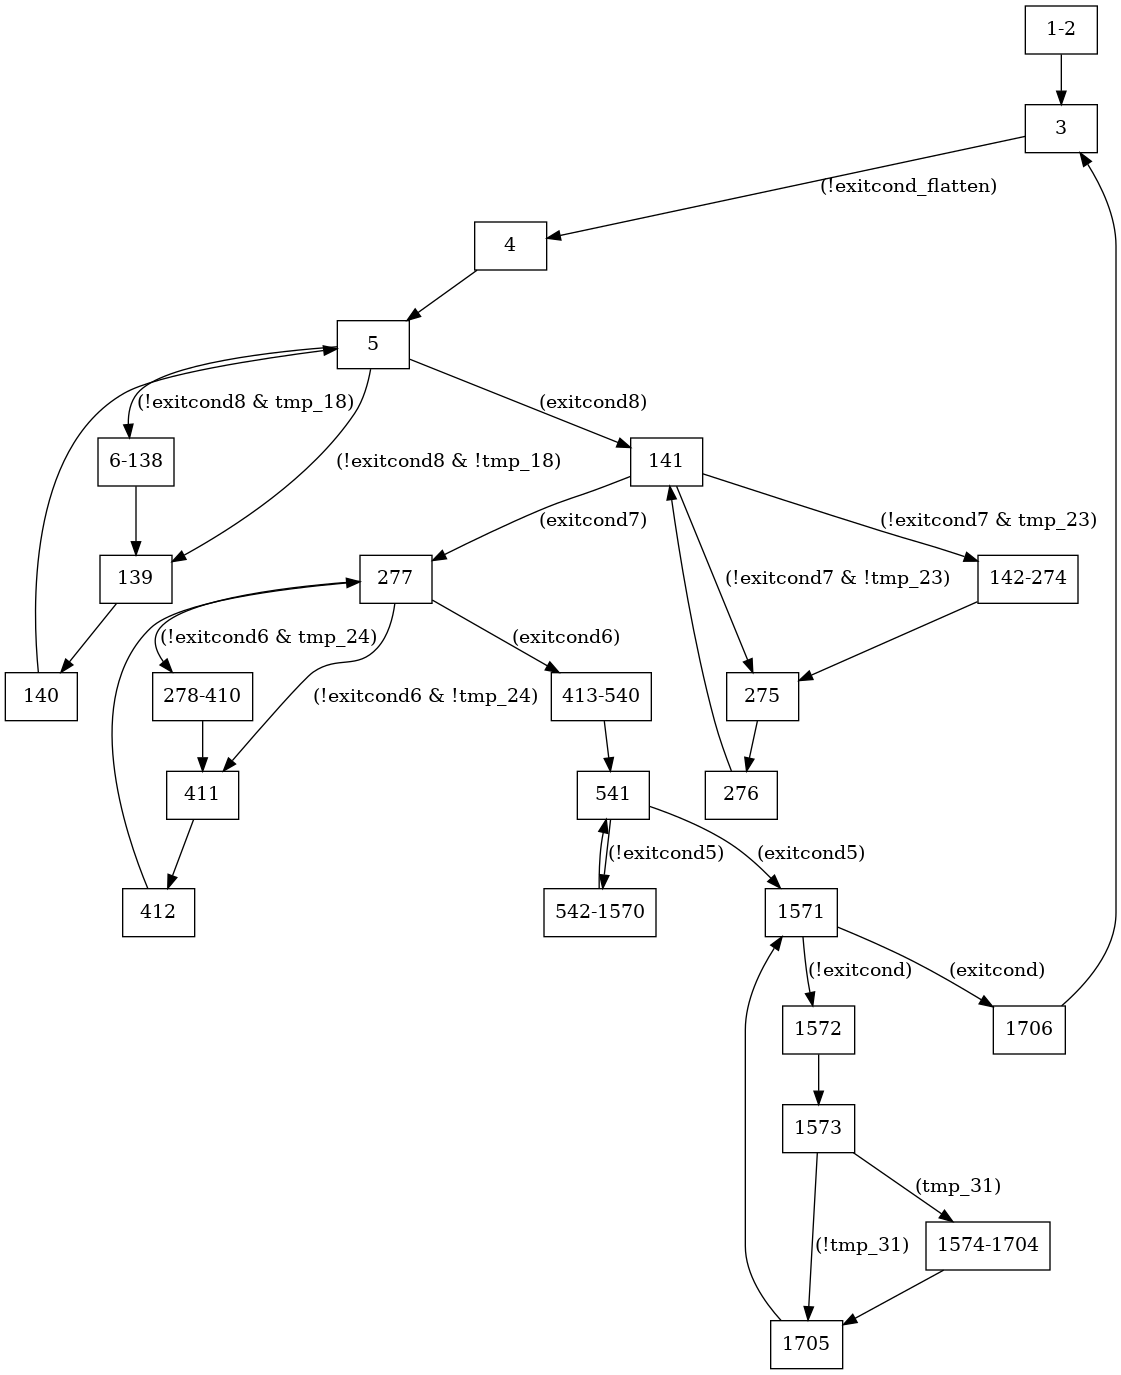 1-2
3
(!exitcond_flatten)
4
5
(!exitcond8 & tmp_18)
(exitcond8)
6-138
(!exitcond8 & !tmp_18)
141
(exitcond7)
(!exitcond7 & tmp_23)
139
277
(!exitcond7 & !tmp_23)
142-274
(!exitcond6 & tmp_24)
(exitcond6)
140
278-410
(!exitcond6 & !tmp_24)
413-540
275
411
541
276
(!exitcond5)
(exitcond5)
412
542-1570
1571
(!exitcond)
(exitcond)
1572
1706
1573
(tmp_31)
(!tmp_31)
1574-1704
1705